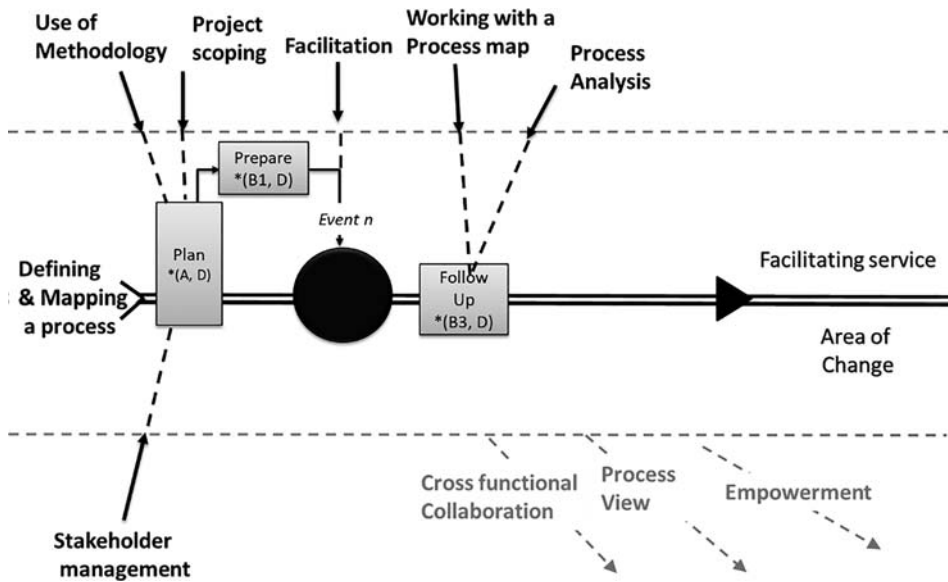 Use of
Methodology
Project
scoping
Facilitation
Working with a
Process map
Process
Analysis
Prepare
*(B1, D)
Event n
Plan
*(A, D)
Defining
& Mapping
a process
Follow
Up
*(B3, D)
Facilitating service
Area of
Change
Cross functional
Collaboration
Process
View
Empowerment
Stakeholder
management